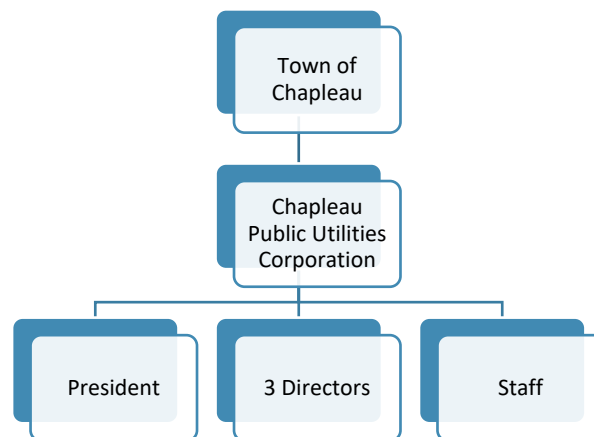 Town of
Chapleau
Chapleau
Public Utilities
Corporation
President
3 Directors
Staff